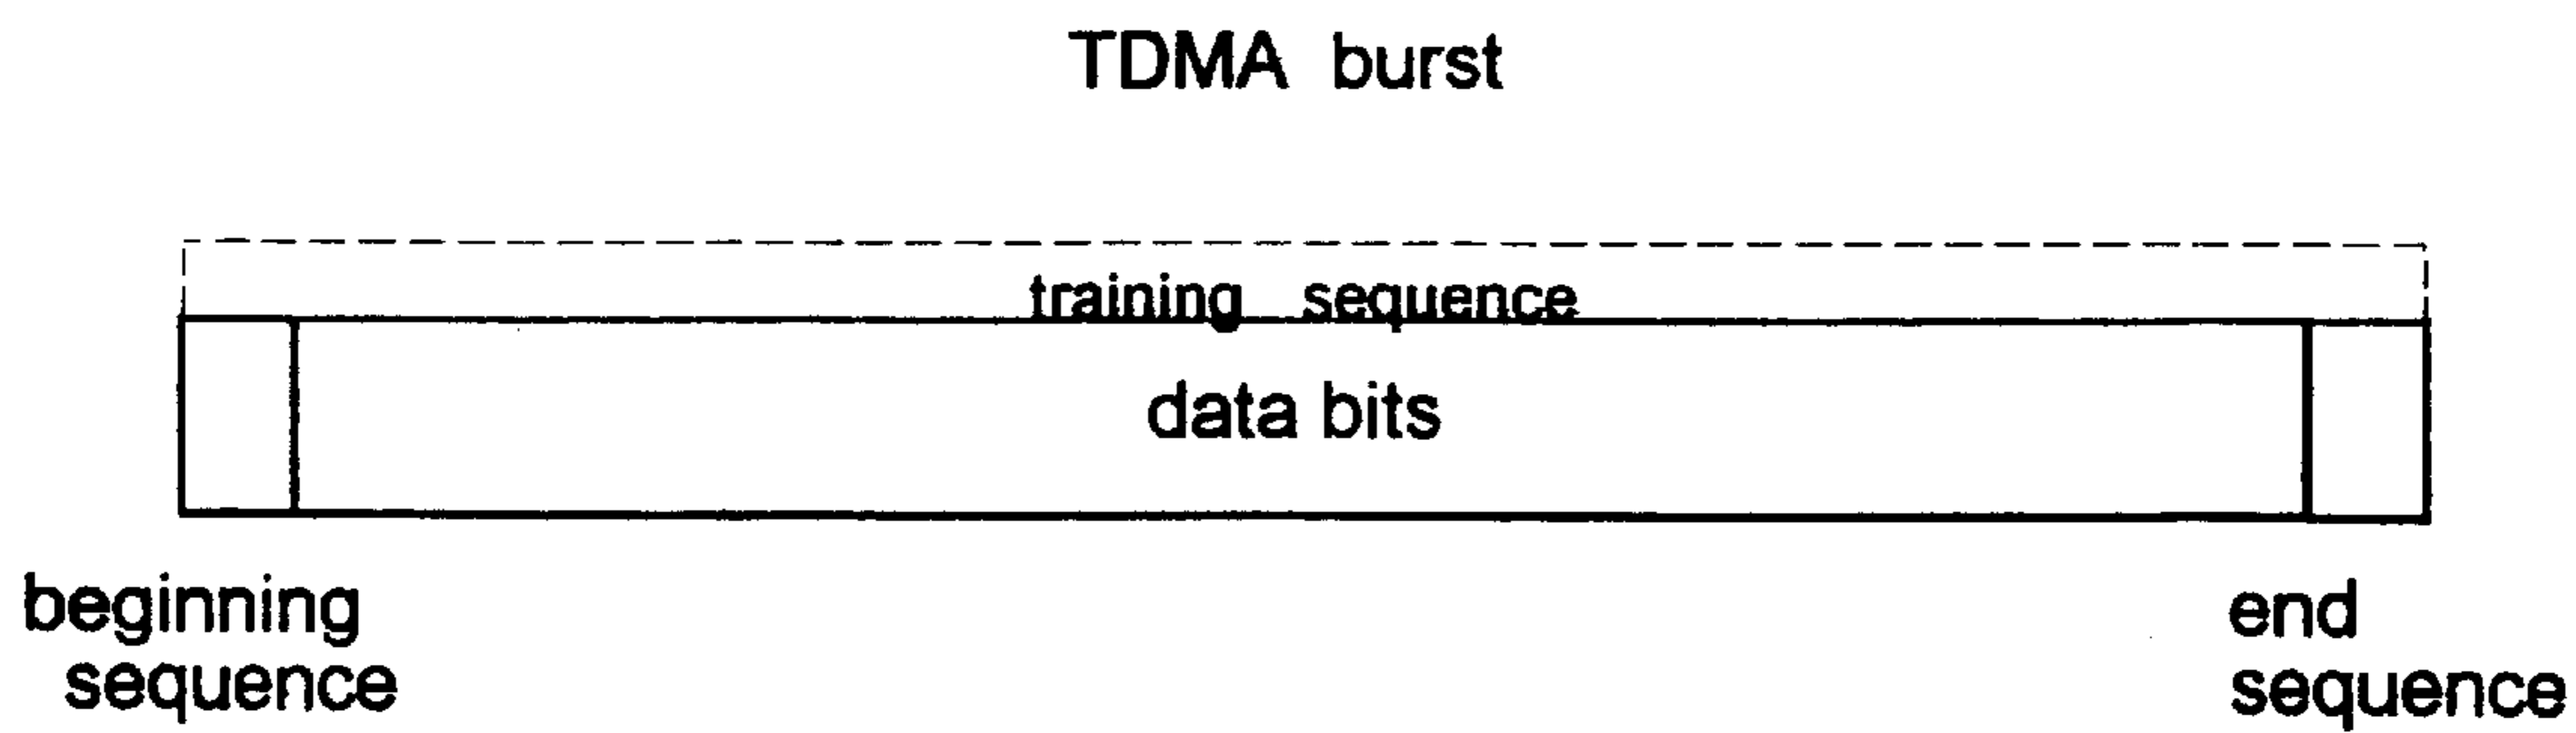 TDMA burst
training sequence
data bits
beginning
sequence
end
sequence